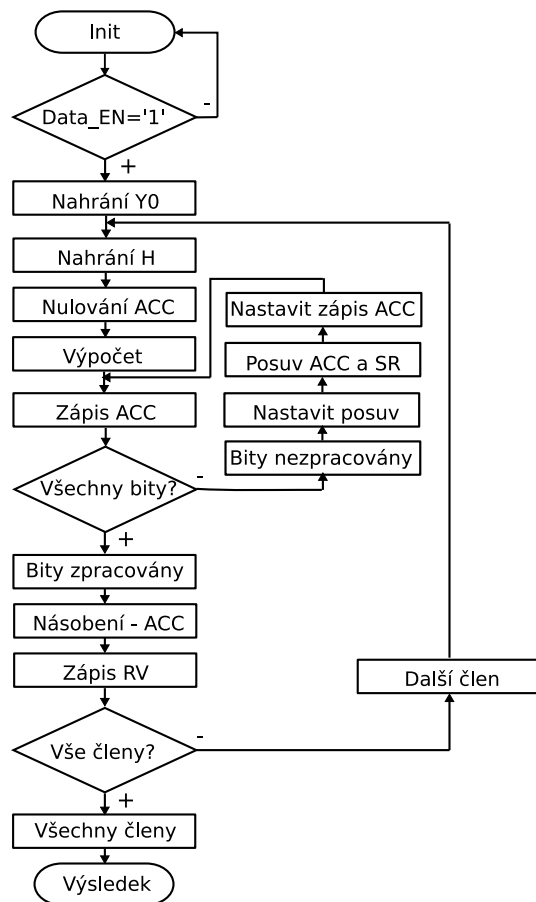 Init
-
Data_EN='1'
+
Nahrání Y0
Nahrání H
Nulování ACC
Nastavit zápis ACC
Výpočet
Posuv ACC a SR
Zápis ACC
Nastavit posuv
Bity nezpracovány
Všechny bity?
-
+
Bity zpracovány
Násobení - ACC
Zápis RV
Další člen
Vše členy?
-
+
Všechny členy
Výsledek